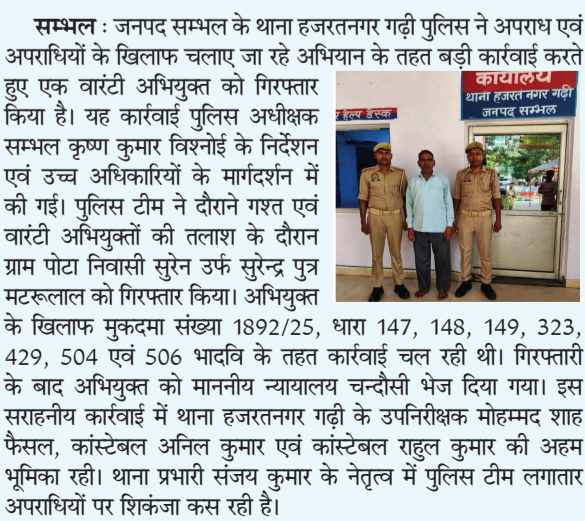 सम्भल : जनपद सम्भल के थाना हजरतनगर गढ़ी पुलिस ने अपराध एवं
अपराधियों के खिलाफ चलाए जा रहे अभियान के तहत बड़ी कार्रवाई करते
हुए एक वारंटी अभियुक्त को गिरफ्तार
किया है। यह कार्रवाई पुलिस अधीक्षक
सम्भल कृष्ण कुमार विश्नोई के निर्देशन
एवं उच्च अधिकारियों के मार्गदर्शन में
की गई। पुलिस टीम ने दौराने गश्त एवं
वारंटी अभियुक्तों की तलाश के दौरान
ग्राम पोटा निवासी सुरेन उर्फ सुरेन्द्र पुत्र
मटरूलाल को गिरफ्तार किया। अभियुक्त
के खिलाफ मुकदमा संख्या 1892/25, धारा 147, 148, 149, 323,
429, 504 एवं 506 भादवि के तहत कार्रवाई चल रही थी। गिरफ्तारी
के बाद अभियुक्त को माननीय न्यायालय चन्दौसी भेज दिया गया। इस
सराहनीय कार्रवाई में थाना हजरतनगर गढ़ी के उपनिरीक्षक मोहम्मद शाह
फैसल, कांस्टेबल अनिल कुमार एवं कांस्टेबल राहुल कुमार की अहम
भूमिका रही। थाना प्रभारी संजय कुमार के नेतृत्व में पुलिस टीम लगातार
अपराधियों पर शिकंजा कस रही है।
कार्यालय
थाना हजरत नगर गढ़ी
जनपद सम्भल
र हेल्प डेस्क